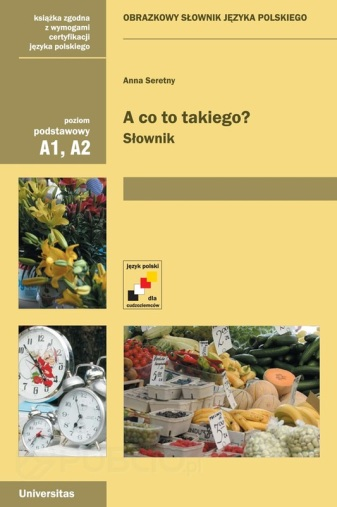 książka zgodna
z wymogami
certyfikacji
języka polskiego
OBRAZKOWY SŁOWNIK JĘZYKA POLSKIEGO
Anna Seretny
poziom
podstawowy
A1, A2
A co to takiego?
Słownik
język polski
dla
cudzoziemców
Universitas